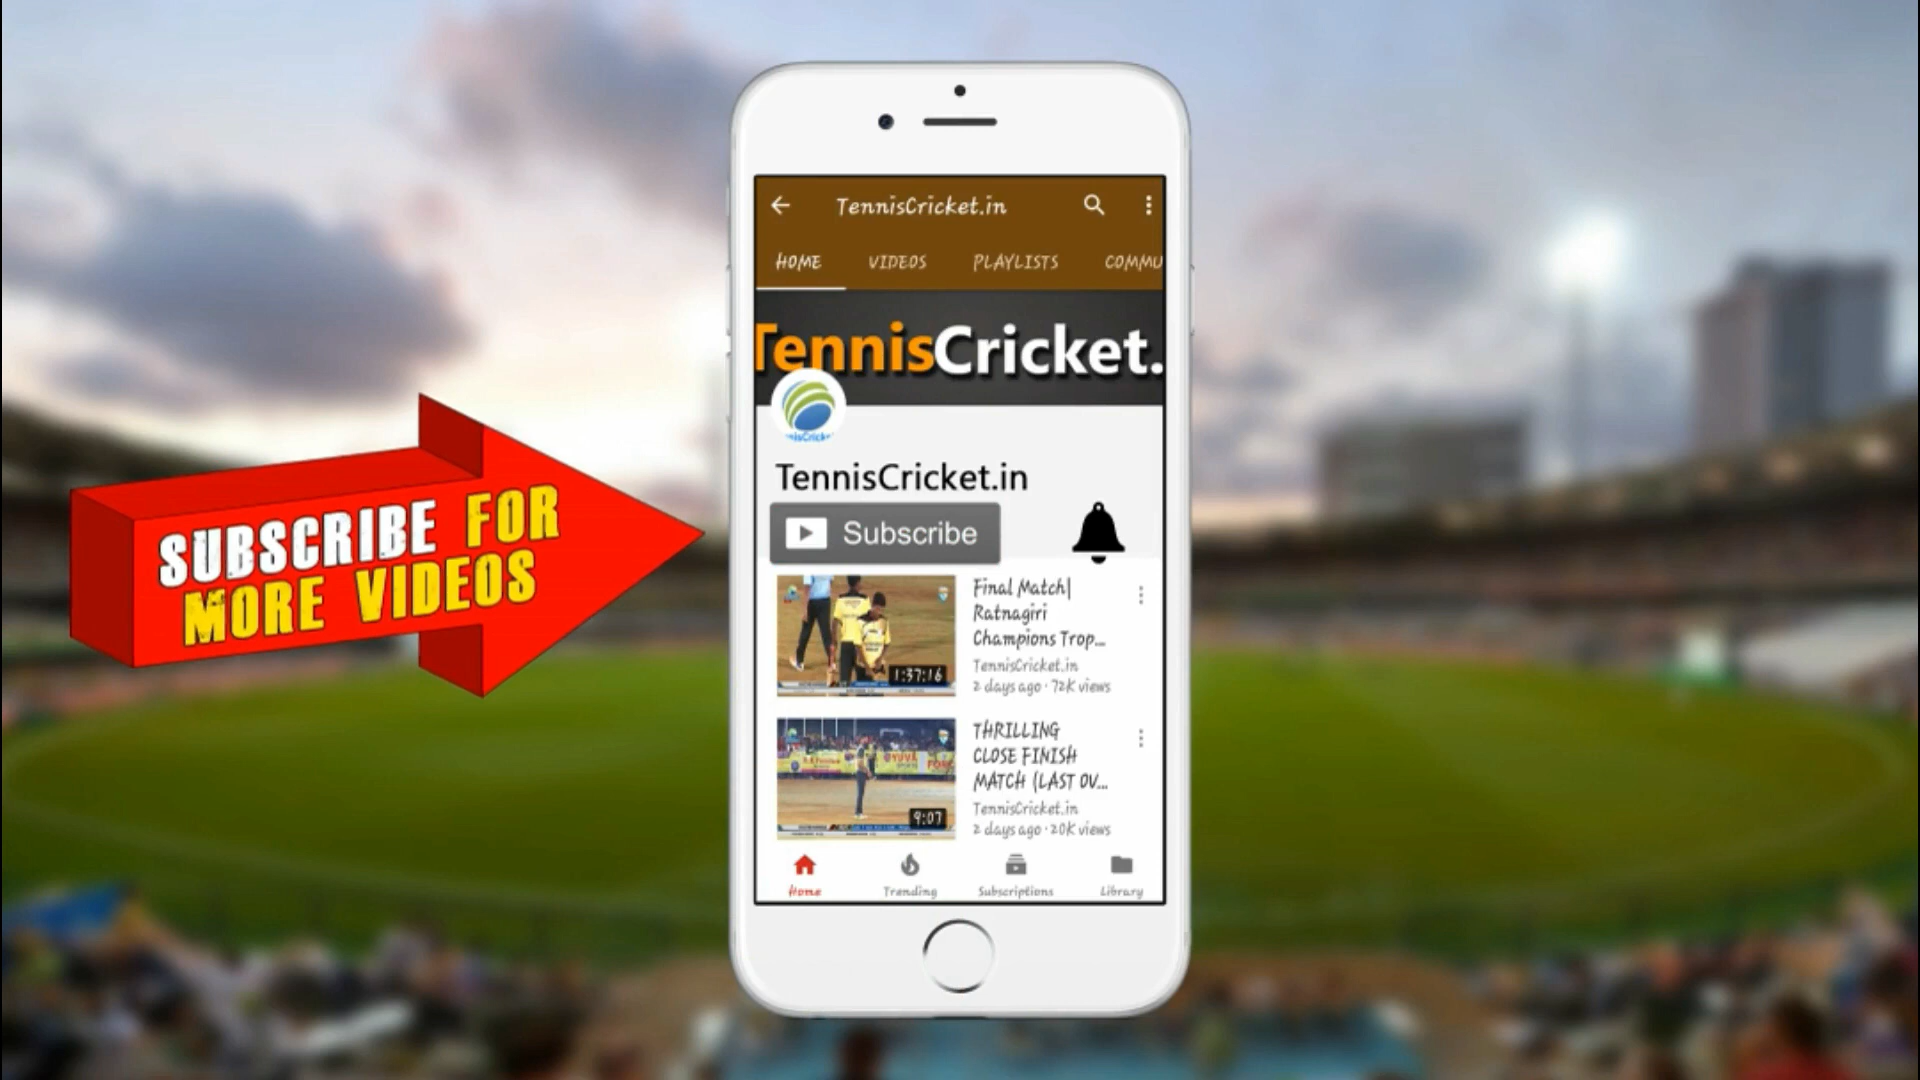 SUBSCRIBE FOR
MORE VIDEOS
TennisCricket.in
HOME VIDEOS PLAYLISTS COMMU
TennisCricket.
TennisCricket.in
Subscribe
Final Match|
Ratnagiri
Champions Trop...
TennisCricket.in
2 days ago · 72K views
1:37:16
THRILLING
CLOSE FINISH
MATCH (LAST OV...
TennisCricket.in
2 days ago · 20K views
YUVA
9:07
Home Trending Subscriptions Library